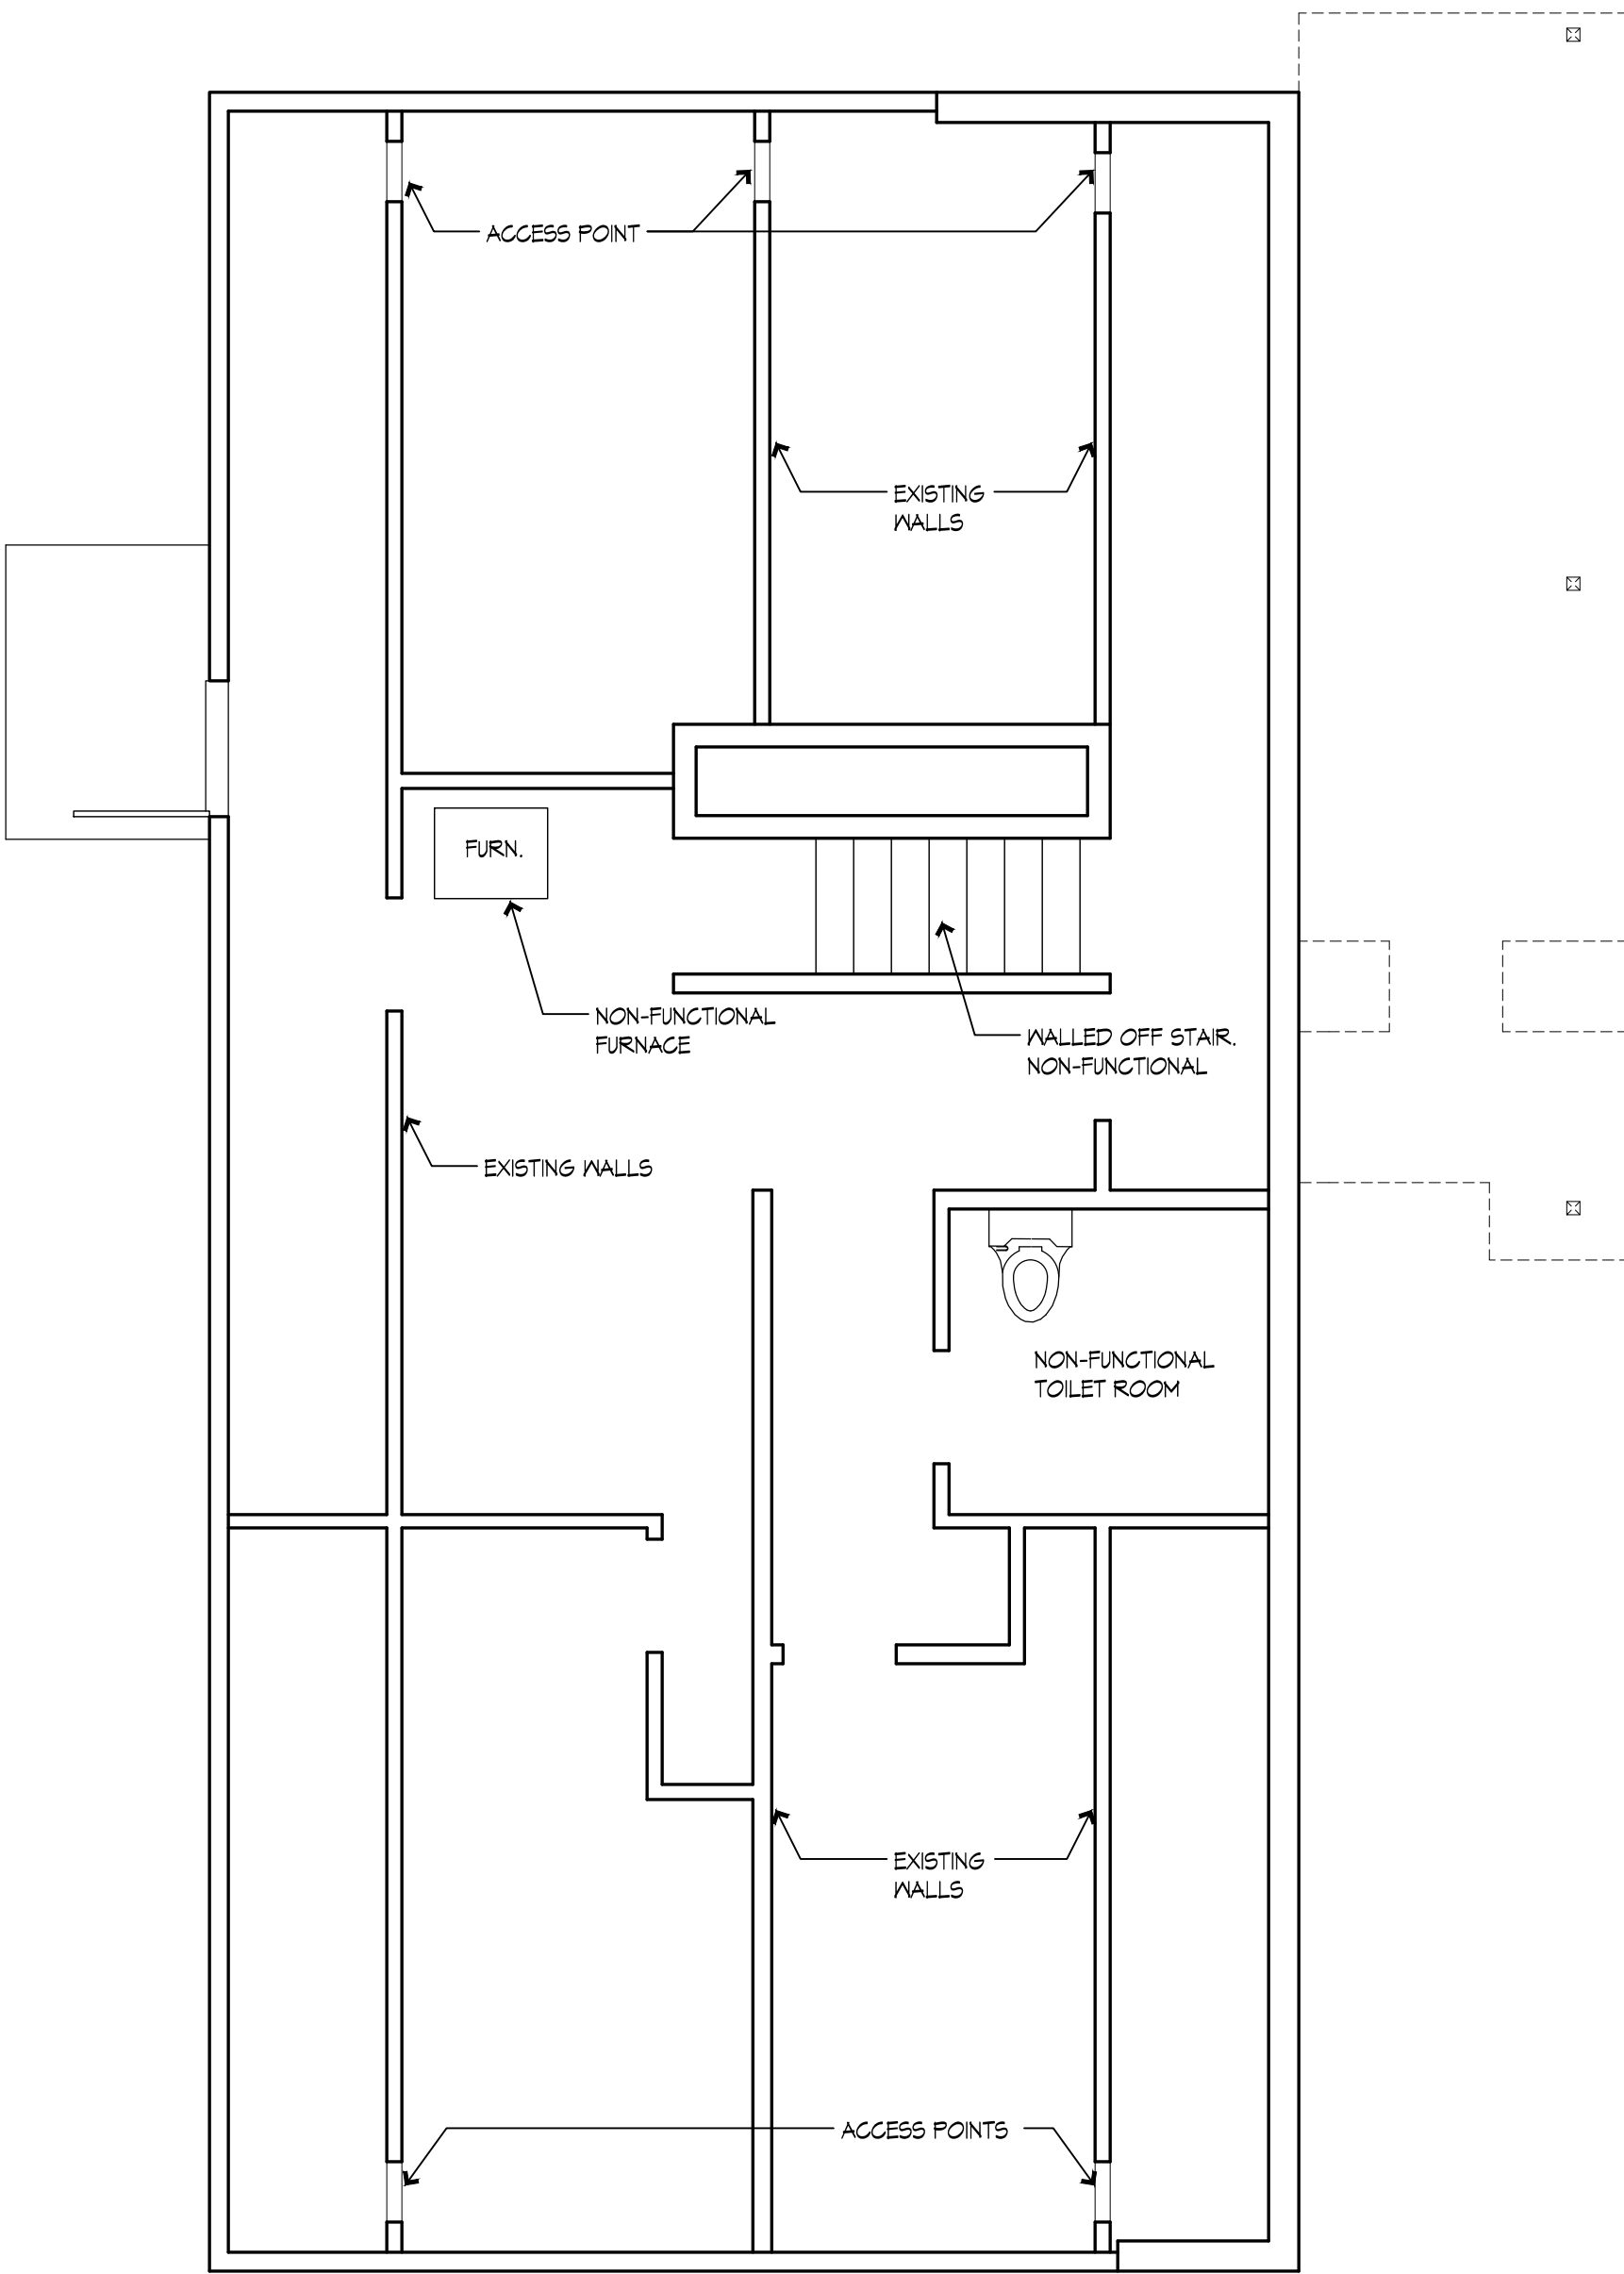 ACCESS POINT
EXISTING
WALLS
FURN.
NON-FUNCTIONAL
FURNACE
WALLED OFF STAIR.
NON-FUNCTIONAL
EXISTING WALLS
NON-FUNCTIONAL
TOILET ROOM
EXISTING
WALLS
ACCESS POINTS